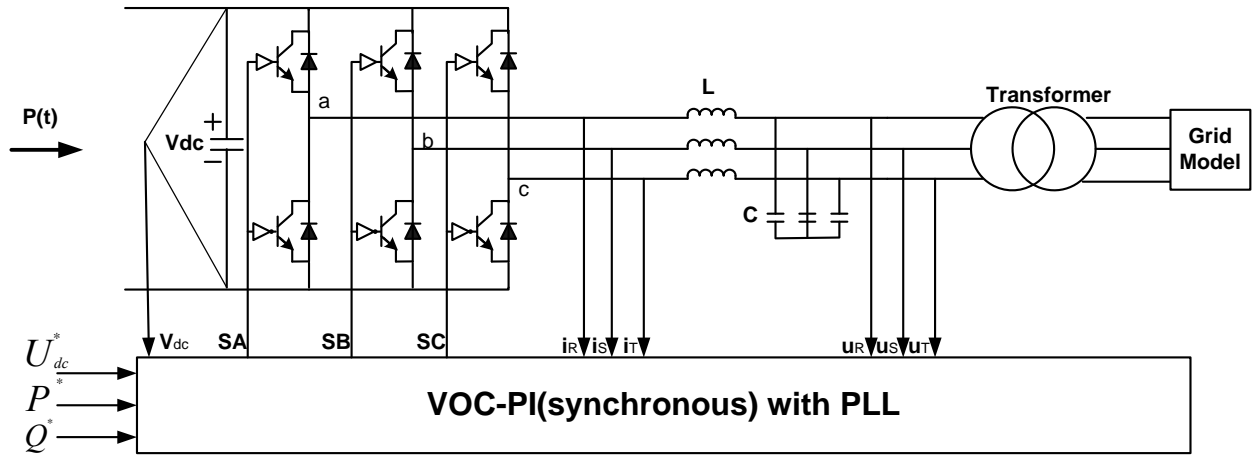 P(t)
+
Vdc
−
a
b
c
L
C
Transformer
Grid
Model
Vdc
SA
SB
SC
iR
iS
iT
uR
uS
uT
U*dc
P*
Q*
VOC-PI(synchronous) with PLL